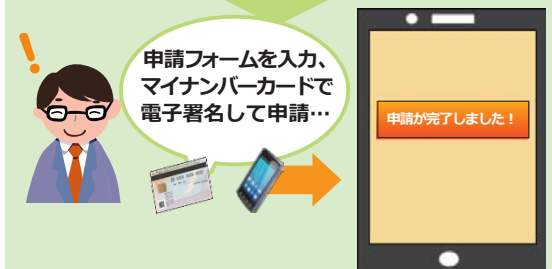 申請フォームを入力、
マイナンバーカードで
電子署名して申請…
申請が完了しました！